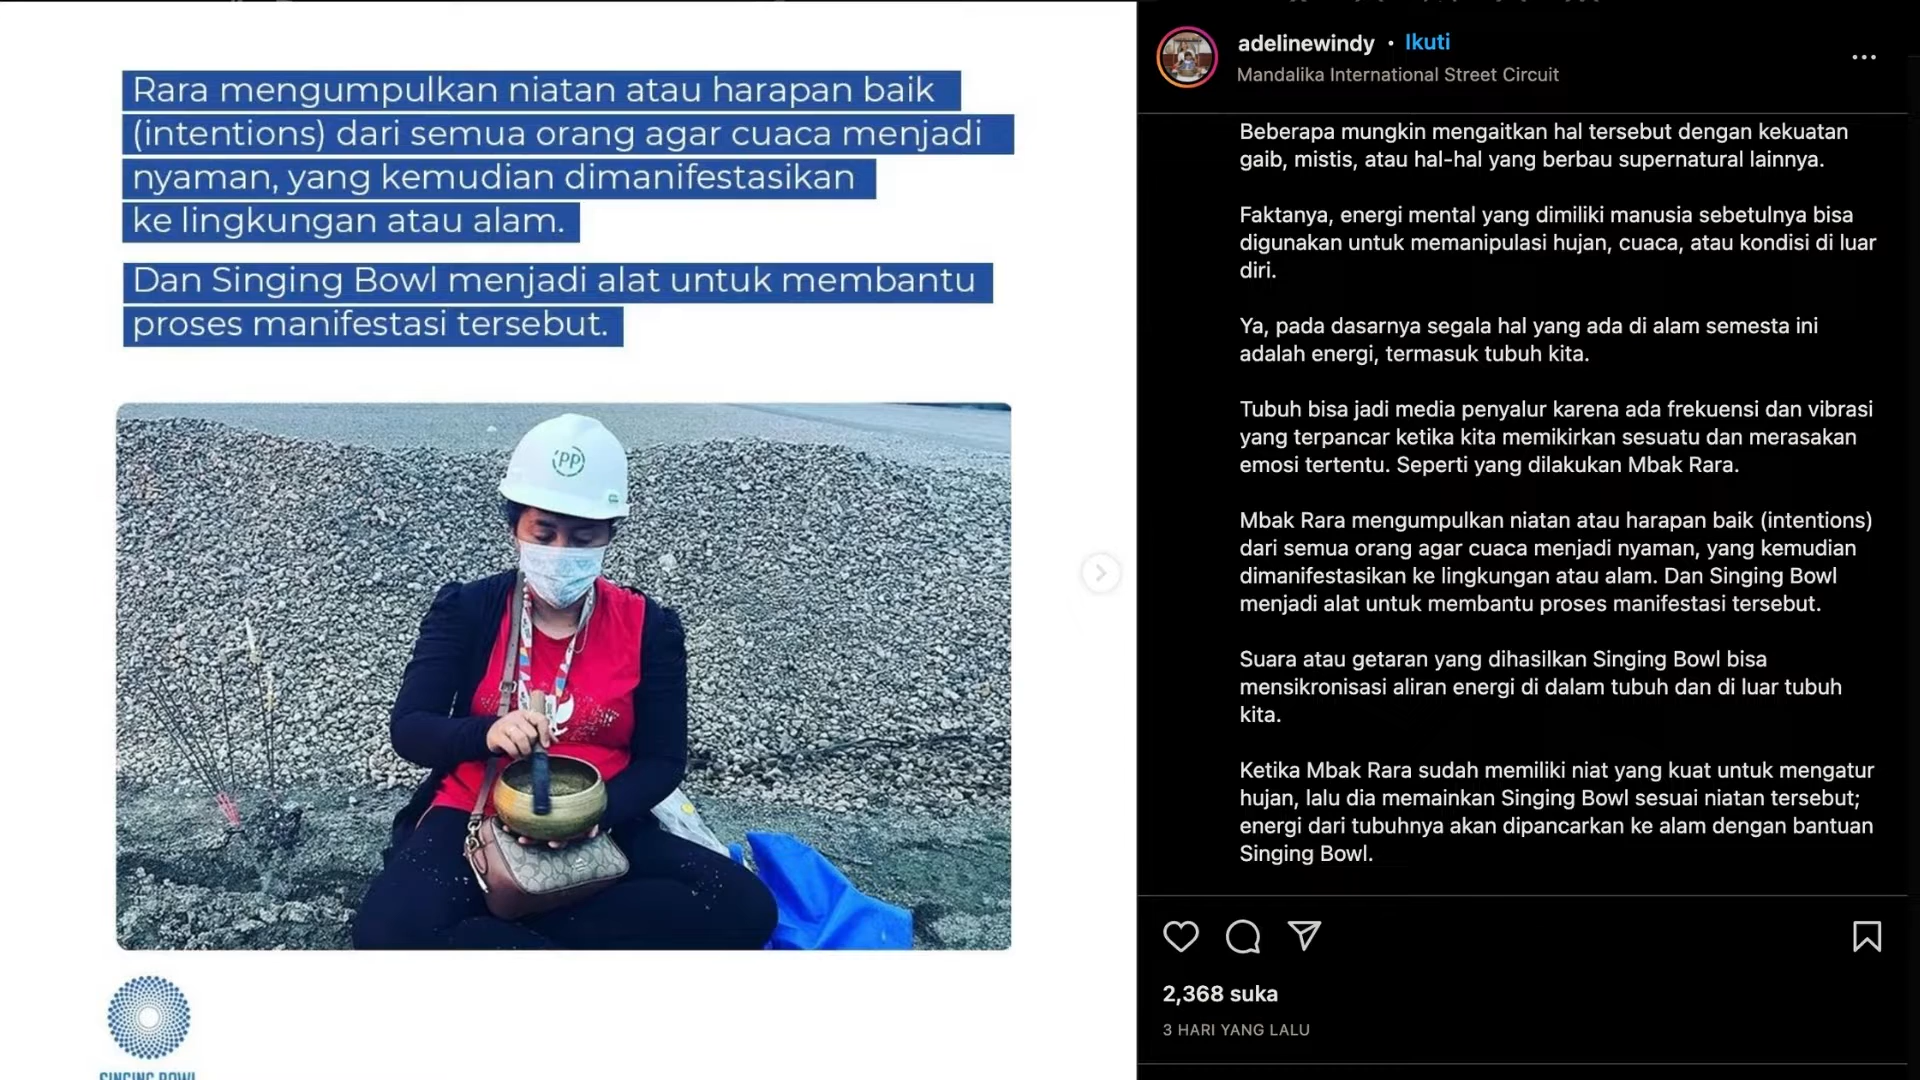 Rara mengumpulkan niatan atau harapan baik
(intentions) dari semua orang agar cuaca menjadi
nyaman, yang kemudian dimanifestasikan
ke lingkungan atau alam.
Dan Singing Bowl menjadi alat untuk membantu
proses manifestasi tersebut.
PP
SINGING BOWL
adelinewindy • Ikuti
Mandalika International Street Circuit
Beberapa mungkin mengaitkan hal tersebut dengan kekuatan
gaib, mistis, atau hal-hal yang berbau supernatural lainnya.
Faktanya, energi mental yang dimiliki manusia sebetulnya bisa
digunakan untuk memanipulasi hujan, cuaca, atau kondisi di luar
diri.
Ya, pada dasarnya segala hal yang ada di alam semesta ini
adalah energi, termasuk tubuh kita.
Tubuh bisa jadi media penyalur karena ada frekuensi dan vibrasi
yang terpancar ketika kita memikirkan sesuatu dan merasakan
emosi tertentu. Seperti yang dilakukan Mbak Rara.
Mbak Rara mengumpulkan niatan atau harapan baik (intentions)
dari semua orang agar cuaca menjadi nyaman, yang kemudian
dimanifestasikan ke lingkungan atau alam. Dan Singing Bowl
menjadi alat untuk membantu proses manifestasi tersebut.
Suara atau getaran yang dihasilkan Singing Bowl bisa
mensikronisasi aliran energi di dalam tubuh dan di luar tubuh
kita.
Ketika Mbak Rara sudah memiliki niat yang kuat untuk mengatur
hujan, lalu dia memainkan Singing Bowl sesuai niatan tersebut;
energi dari tubuhnya akan dipancarkan ke alam dengan bantuan
Singing Bowl.
2,368 suka
3 HARI YANG LALU